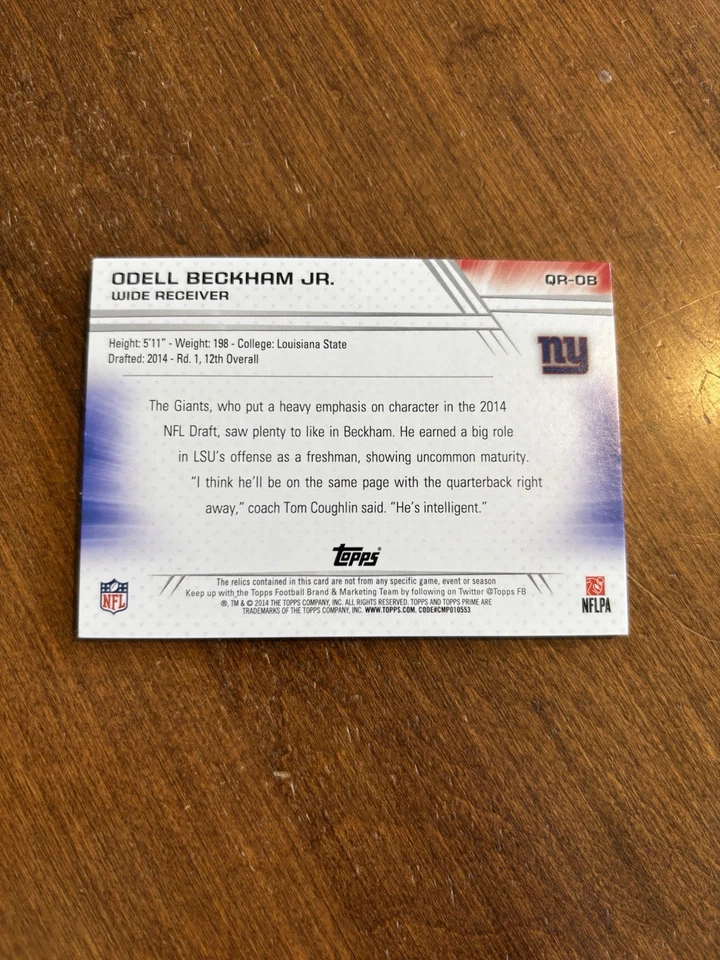 ODELL BECKHAM JR.
WIDE RECEIVER
QR-OB
Height: 5'11" - Weight: 198 - College: Louisiana State
Drafted: 2014 - Rd. 1, 12th Overall
ny
The Giants, who put a heavy emphasis on character in the 2014
NFL Draft, saw plenty to like in Beckham. He earned a big role
in LSU's offense as a freshman, showing uncommon maturity.
"I think he'll be on the same page with the quarterback right
away," coach Tom Coughlin said. "He's intelligent."
topps®
The relics contained in this card are not from any specific game, event or season
Keep up with the Topps Football Brand & Marketing Team by following on Twitter @Topps FB
®, TM & © 2014 THE TOPPS COMPANY, INC. ALL RIGHTS RESERVED. TOPPS AND TOPPS PRIME ARE
TRADEMARKS OF THE TOPPS COMPANY, INC. WWW.TOPPS.COM. CODE#CMP010553
NFL
NFLPA